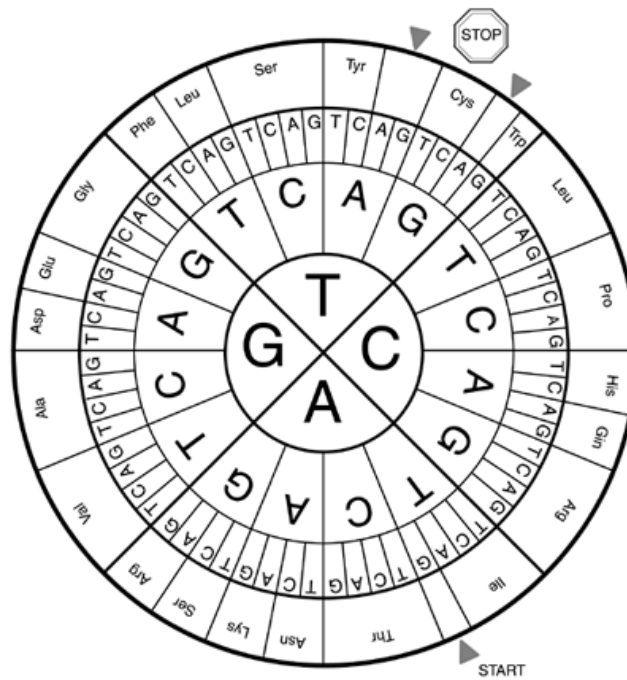 STOP
Phe
Leu
Ser
Tyr
Cys
Trp
Leu
Pro
His
Gin
Arg
Ile
Thr
Asn
Lys
Ser
Arg
Val
Ala
Asp
Glu
Gly
T C A G T C A G T C A G T C A G
T C A G T C A G T C A G T C A G
T C A G T C A G T C A G T C A G
T C A G T C A G T C A G T C A G
T C A G
T C A G
T C A G
T C A G
T
G C
A
START